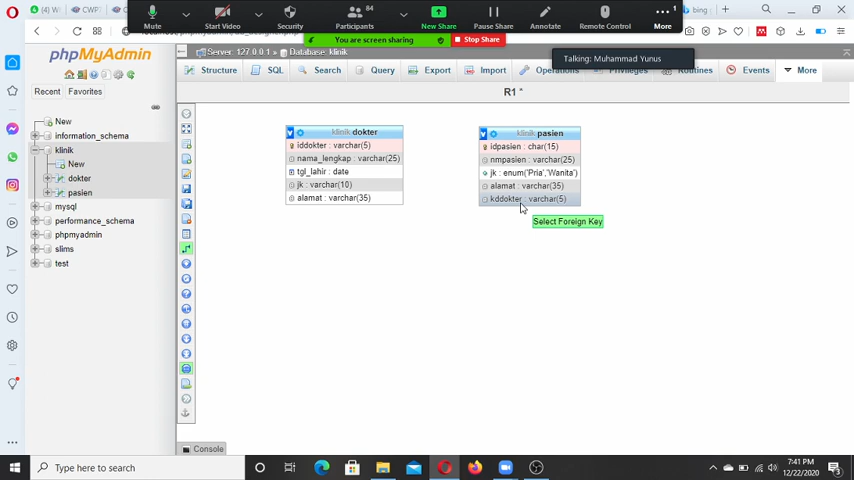 4) W
CWP
bing c
84
1
Mute
Start Video
Security
Participants
New Share
Pause Share
Annotate
Remote Control
More
You are screen sharing
Stop Share
Talking: Muhammad Yunus
phpMyAdmin
Recent
Favorites
New
information_schema
klinik
New
dokter
pasien
mysql
performance_schema
phpmyadmin
slims
test
Server: 127.0.0.1 » Database: klinik
Structure
SQL
Search
Query
Export
Import
Operations
Privileges
Routines
Events
More
R1 *
klinik dokter
iddokter : varchar(5)
nama_lengkap : varchar(25)
tgl_lahir : date
jk : varchar(10)
alamat : varchar(35)
klinik pasien
idpasien : char(15)
nmpasien : varchar(25)
jk : enum('Pria','Wanita')
alamat : varchar(35)
kddokter : varchar(5)
Select Foreign Key
Console
Type here to search
7:41 PM
12/22/2020
3